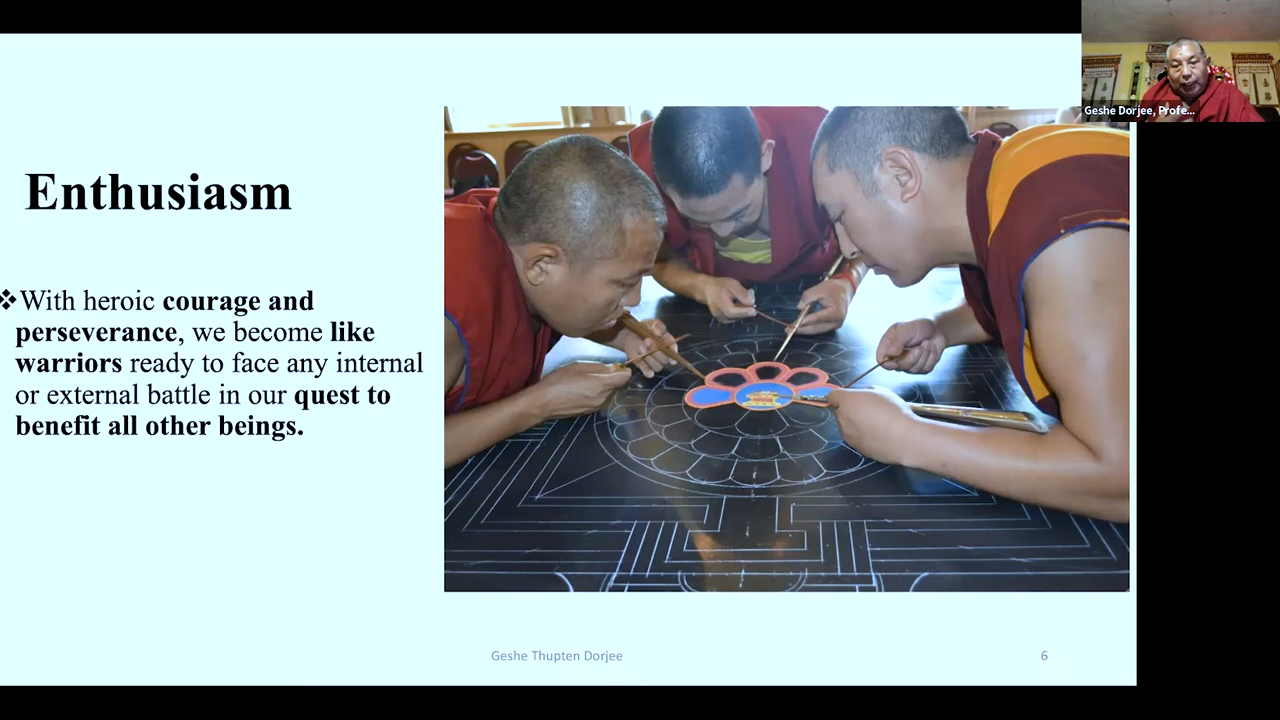 Geshe Dorjee, Profe...
Enthusiasm
❖With heroic courage and
perseverance, we become like
warriors ready to face any internal
or external battle in our quest to
benefit all other beings.
Geshe Thupten Dorjee
6